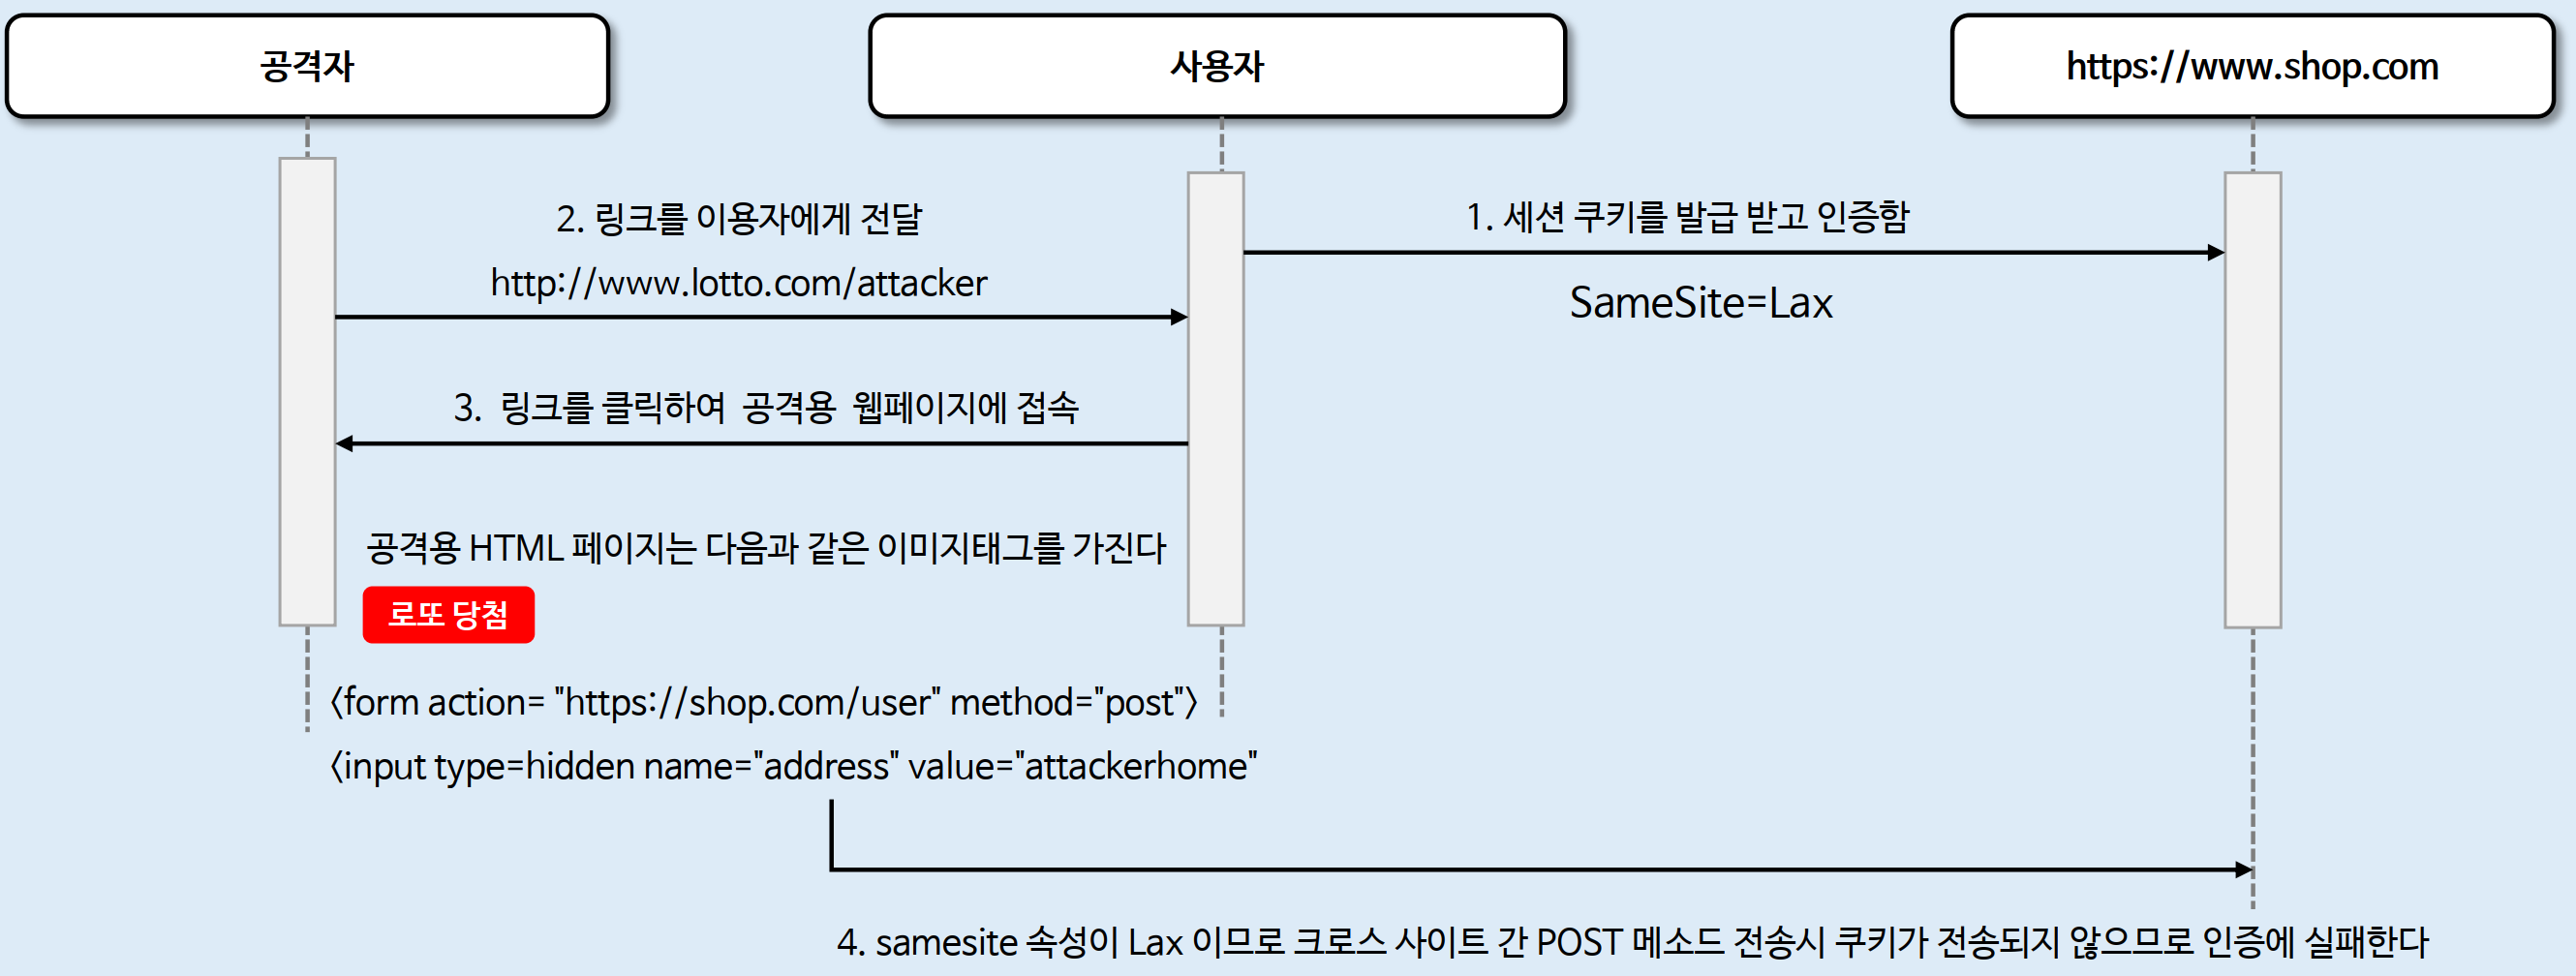 공격자
사용자
https://www.shop.com
1. 세션 쿠키를 발급 받고 인증함
SameSite=Lax
2. 링크를 이용자에게 전달
http://www.lotto.com/attacker
3. 링크를 클릭하여 공격용 웹페이지에 접속
공격용 HTML 페이지는 다음과 같은 이미지태그를 가진다
로또 당첨
<form action= "https://shop.com/user" method="post">
<input type=hidden name="address" value="attackerhome"
4. samesite 속성이 Lax 이므로 크로스 사이트 간 POST 메소드 전송시 쿠키가 전송되지 않으므로 인증에 실패한다